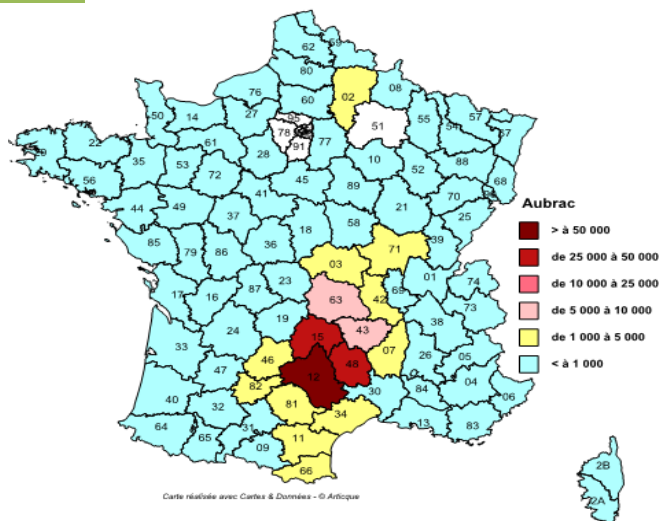 62 59
80
76 02 08
60
50 14 27 95 51 55 54 57 67
78
61 91 77
29 22 28 10 88
35 53 52 68
56 72 45 89 70
41
44 49 21 25
37 18 58
85 79 86 36 71 39
03 01 74
17 16 87 23 42 69
63 73
19 38
24 15 43
33 07 26 05
46 48
47 12 04
82 30 84 06
40 32 81 34 13 83
64 31
65 09 11
66
2B
2A
Aubrac
> à 50 000
de 25 000 à 50 000
de 10 000 à 25 000
de 5 000 à 10 000
de 1 000 à 5 000
< à 1 000
Carte réalisée avec Cartes & Données - © Articque